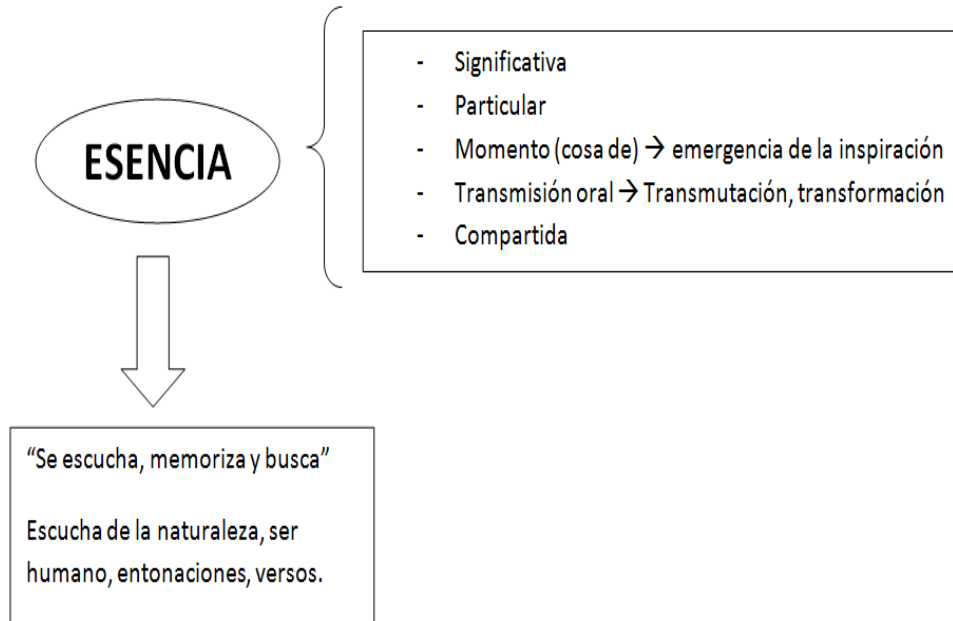 ESENCIA
- Significativa
- Particular
- Momento (cosa de) → emergencia de la inspiración
- Transmisión oral → Transmutación, transformación
- Compartida
“Se escucha, memoriza y busca”
Escucha de la naturaleza, ser
humano, entonaciones, versos.